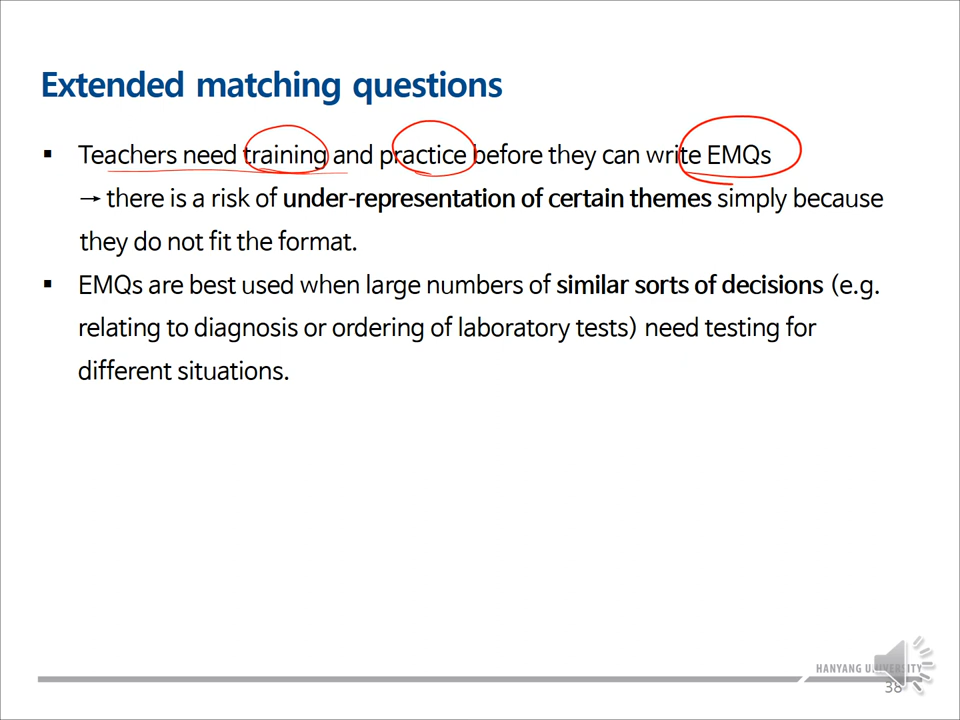 Extended matching questions
▪ Teachers need training and practice before they can write EMQs
→ there is a risk of under-representation of certain themes simply because
they do not fit the format.
▪ EMQs are best used when large numbers of similar sorts of decisions (e.g.
relating to diagnosis or ordering of laboratory tests) need testing for
different situations.
HANYANG UNIVERSITY
38